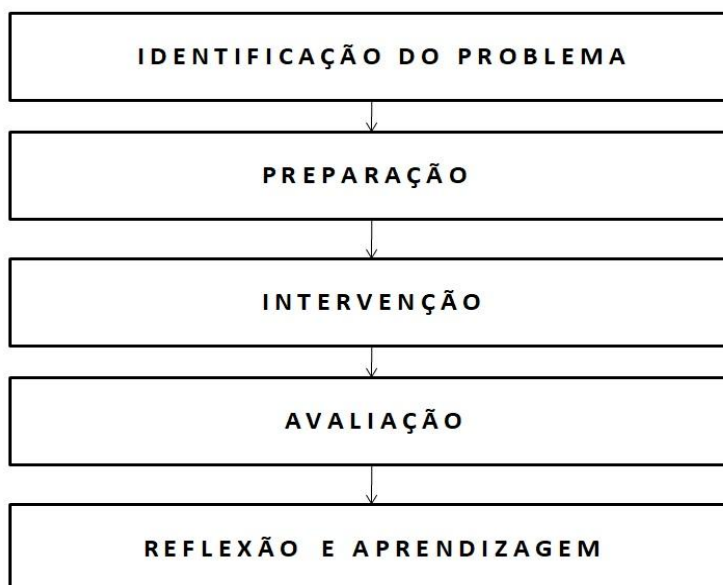 IDENTIFICAÇÃO DO PROBLEMA
PREPARAÇÃO
INTERVENÇÃO
AVALIAÇÃO
REFLEXÃO E APRENDIZAGEM